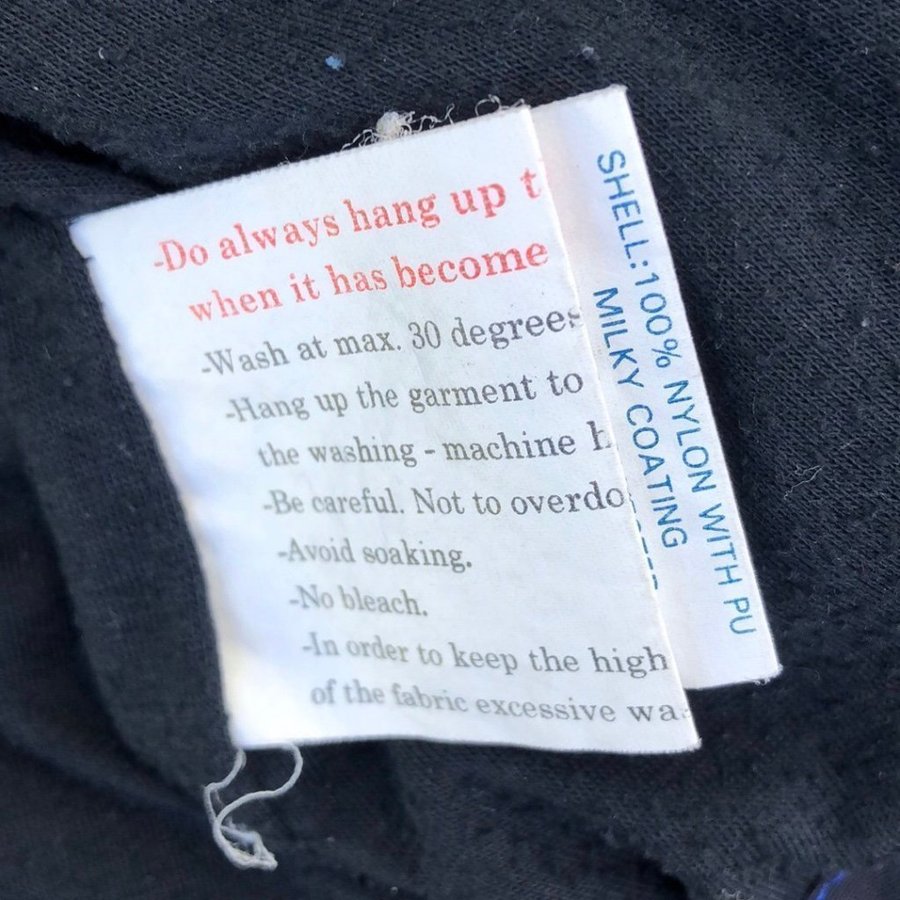 -Do always hang up t
when it has become
-Wash at max. 30 degrees
-Hang up the garment to
the washing - machine h
-Be careful. Not to overdo
-Avoid soaking.
-No bleach.
-In order to keep the high
of the fabric excessive wa
SHELL:100% NYLON WITH PU
MILKY COATING